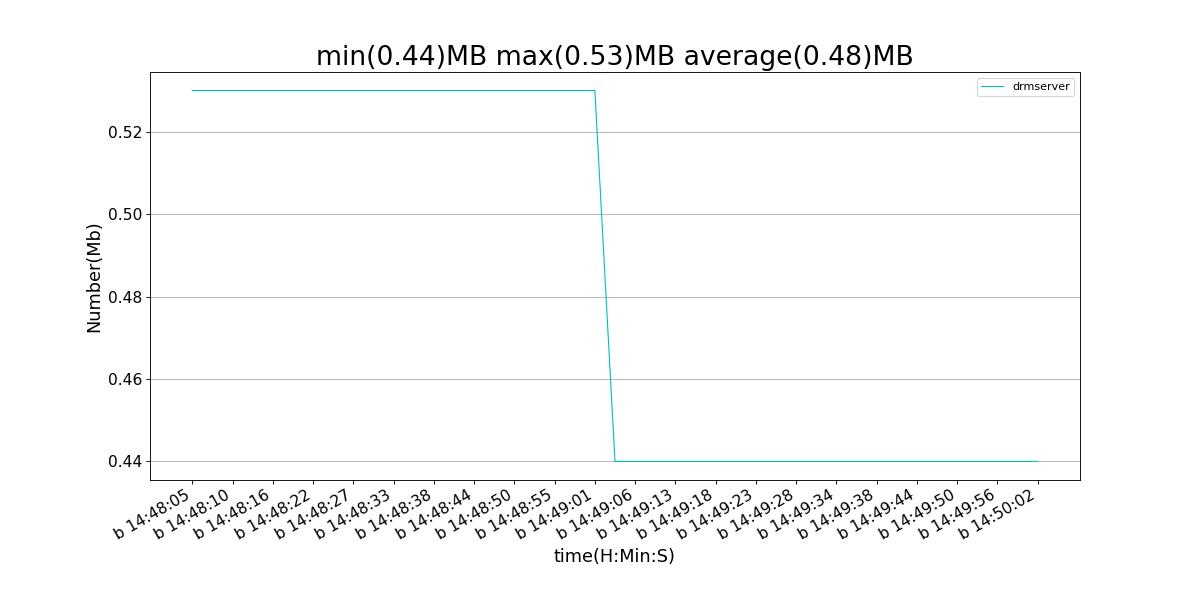 min(0.44)MB max(0.53)MB average(0.48)MB
drmserver
0.52
0.50
0.48
0.46
0.44
Number(Mb)
b 14:48:05
b 14:48:10
b 14:48:16
b 14:48:22
b 14:48:27
b 14:48:33
b 14:48:38
b 14:48:44
b 14:48:50
b 14:48:55
b 14:49:01
b 14:49:06
b 14:49:13
b 14:49:18
b 14:49:23
b 14:49:28
b 14:49:34
b 14:49:38
b 14:49:44
b 14:49:50
b 14:49:56
b 14:50:02
time(H:Min:S)